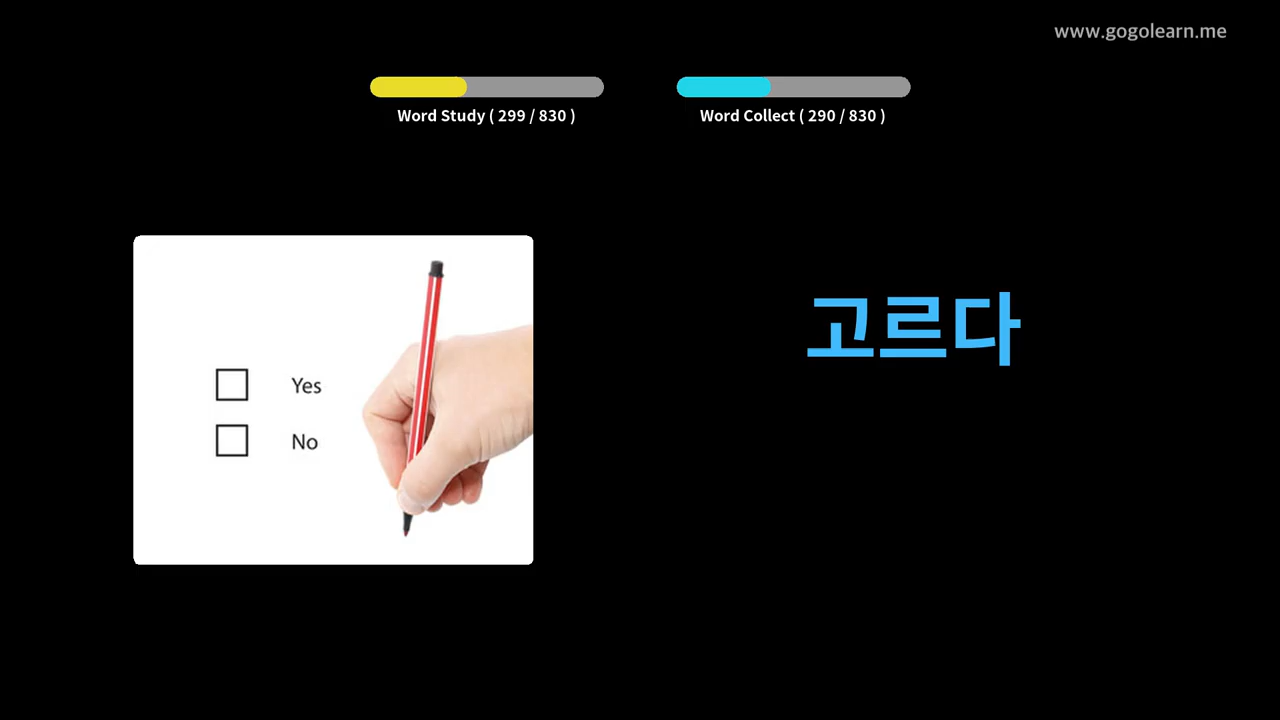 www.gogolearn.me
Word Study ( 299 / 830 )
Word Collect ( 290 / 830 )
Yes
No
고르다